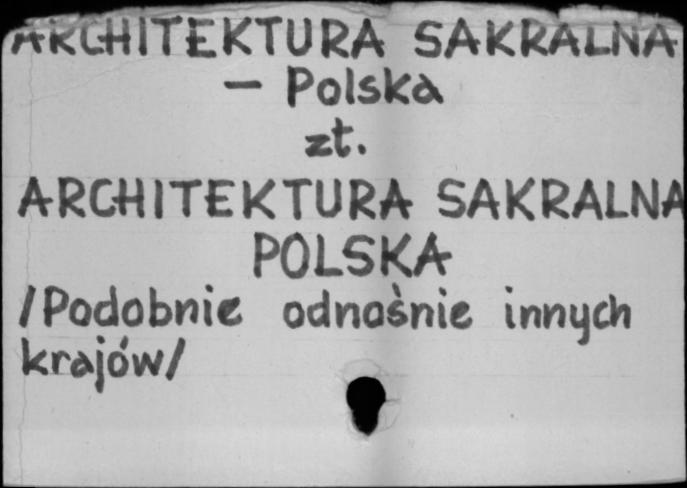 ARCHITEKTURA SAKRALNA
– Polska
zt.
ARCHITEKTURA SAKRALNA
POLSKA
/Podobnie odnośnie innych
krajów/